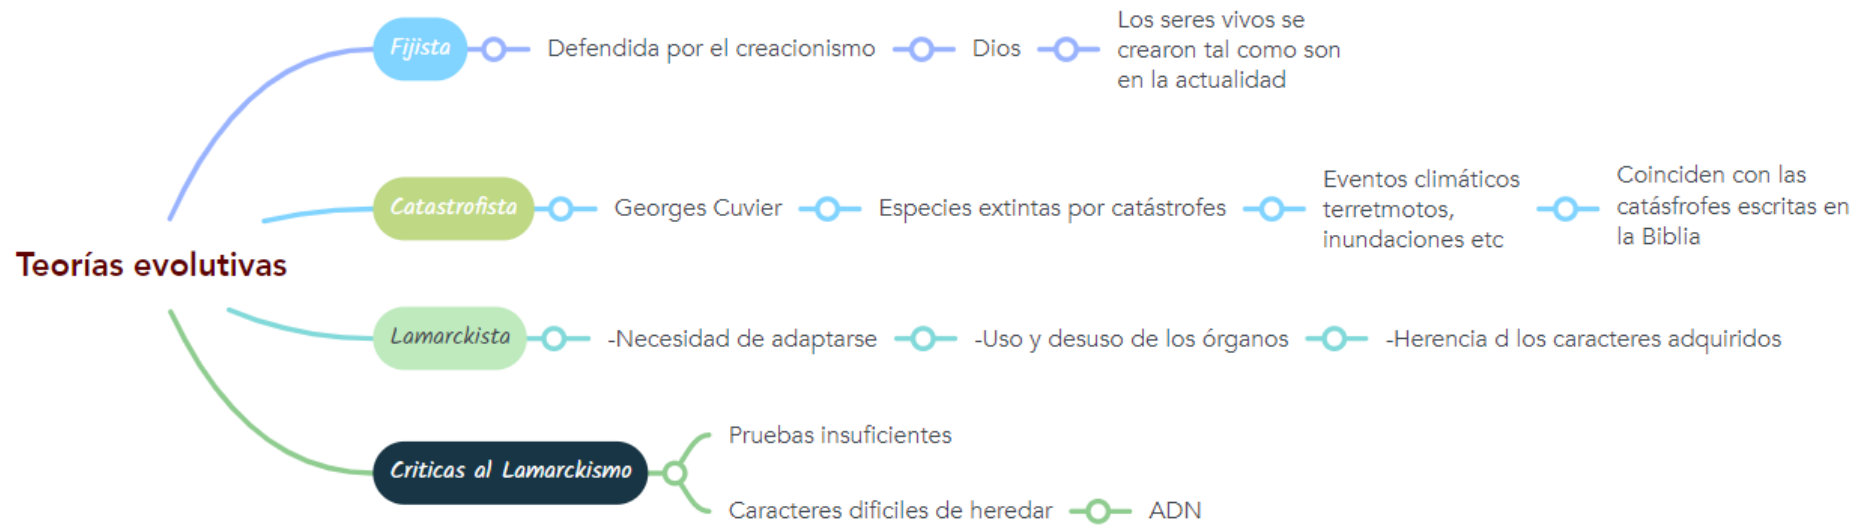 Teorías evolutivas
Fijista
Defendida por el creacionismo
Dios
Los seres vivos se
crearon tal como son
en la actualidad
Catastrofista
Georges Cuvier
Especies extintas por catástrofes
Eventos climáticos
terretmotos,
inundaciones etc
Coinciden con las
catásfrofes escritas en
la Biblia
Lamarckista
-Necesidad de adaptarse
-Uso y desuso de los órganos
-Herencia d los caracteres adquiridos
Criticas al Lamarckismo
Pruebas insuficientes
Caracteres dificiles de heredar
ADN